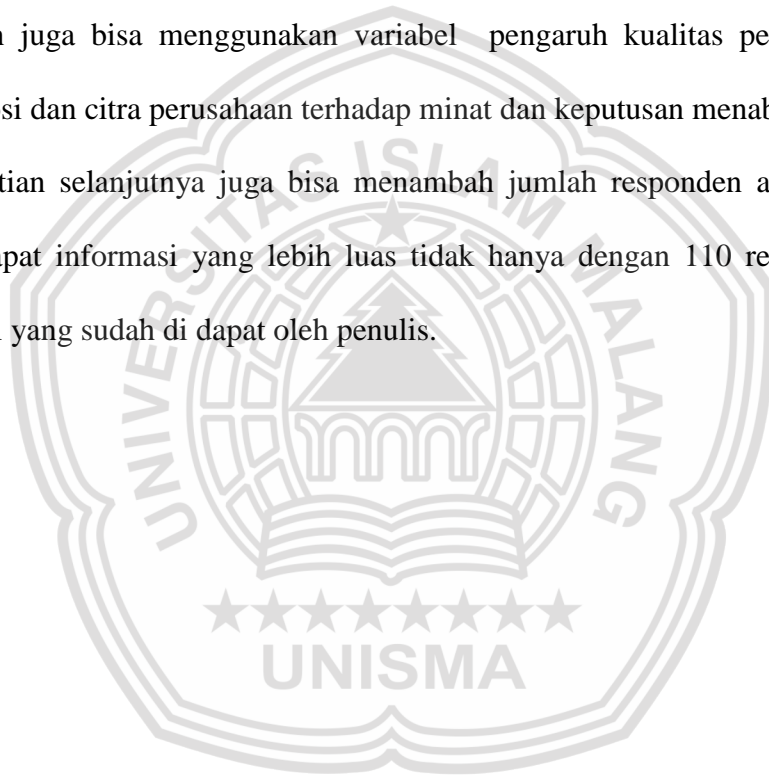 juga bisa menggunakan variabel pengaruh kualitas pe
si dan citra perusahaan terhadap minat dan keputusan menab
tian selanjutnya juga bisa menambah jumlah responden a
apat informasi yang lebih luas tidak hanya dengan 110 re
yang sudah di dapat oleh penulis.
UNIVERSITAS ISLAM MALANG
UNISMA